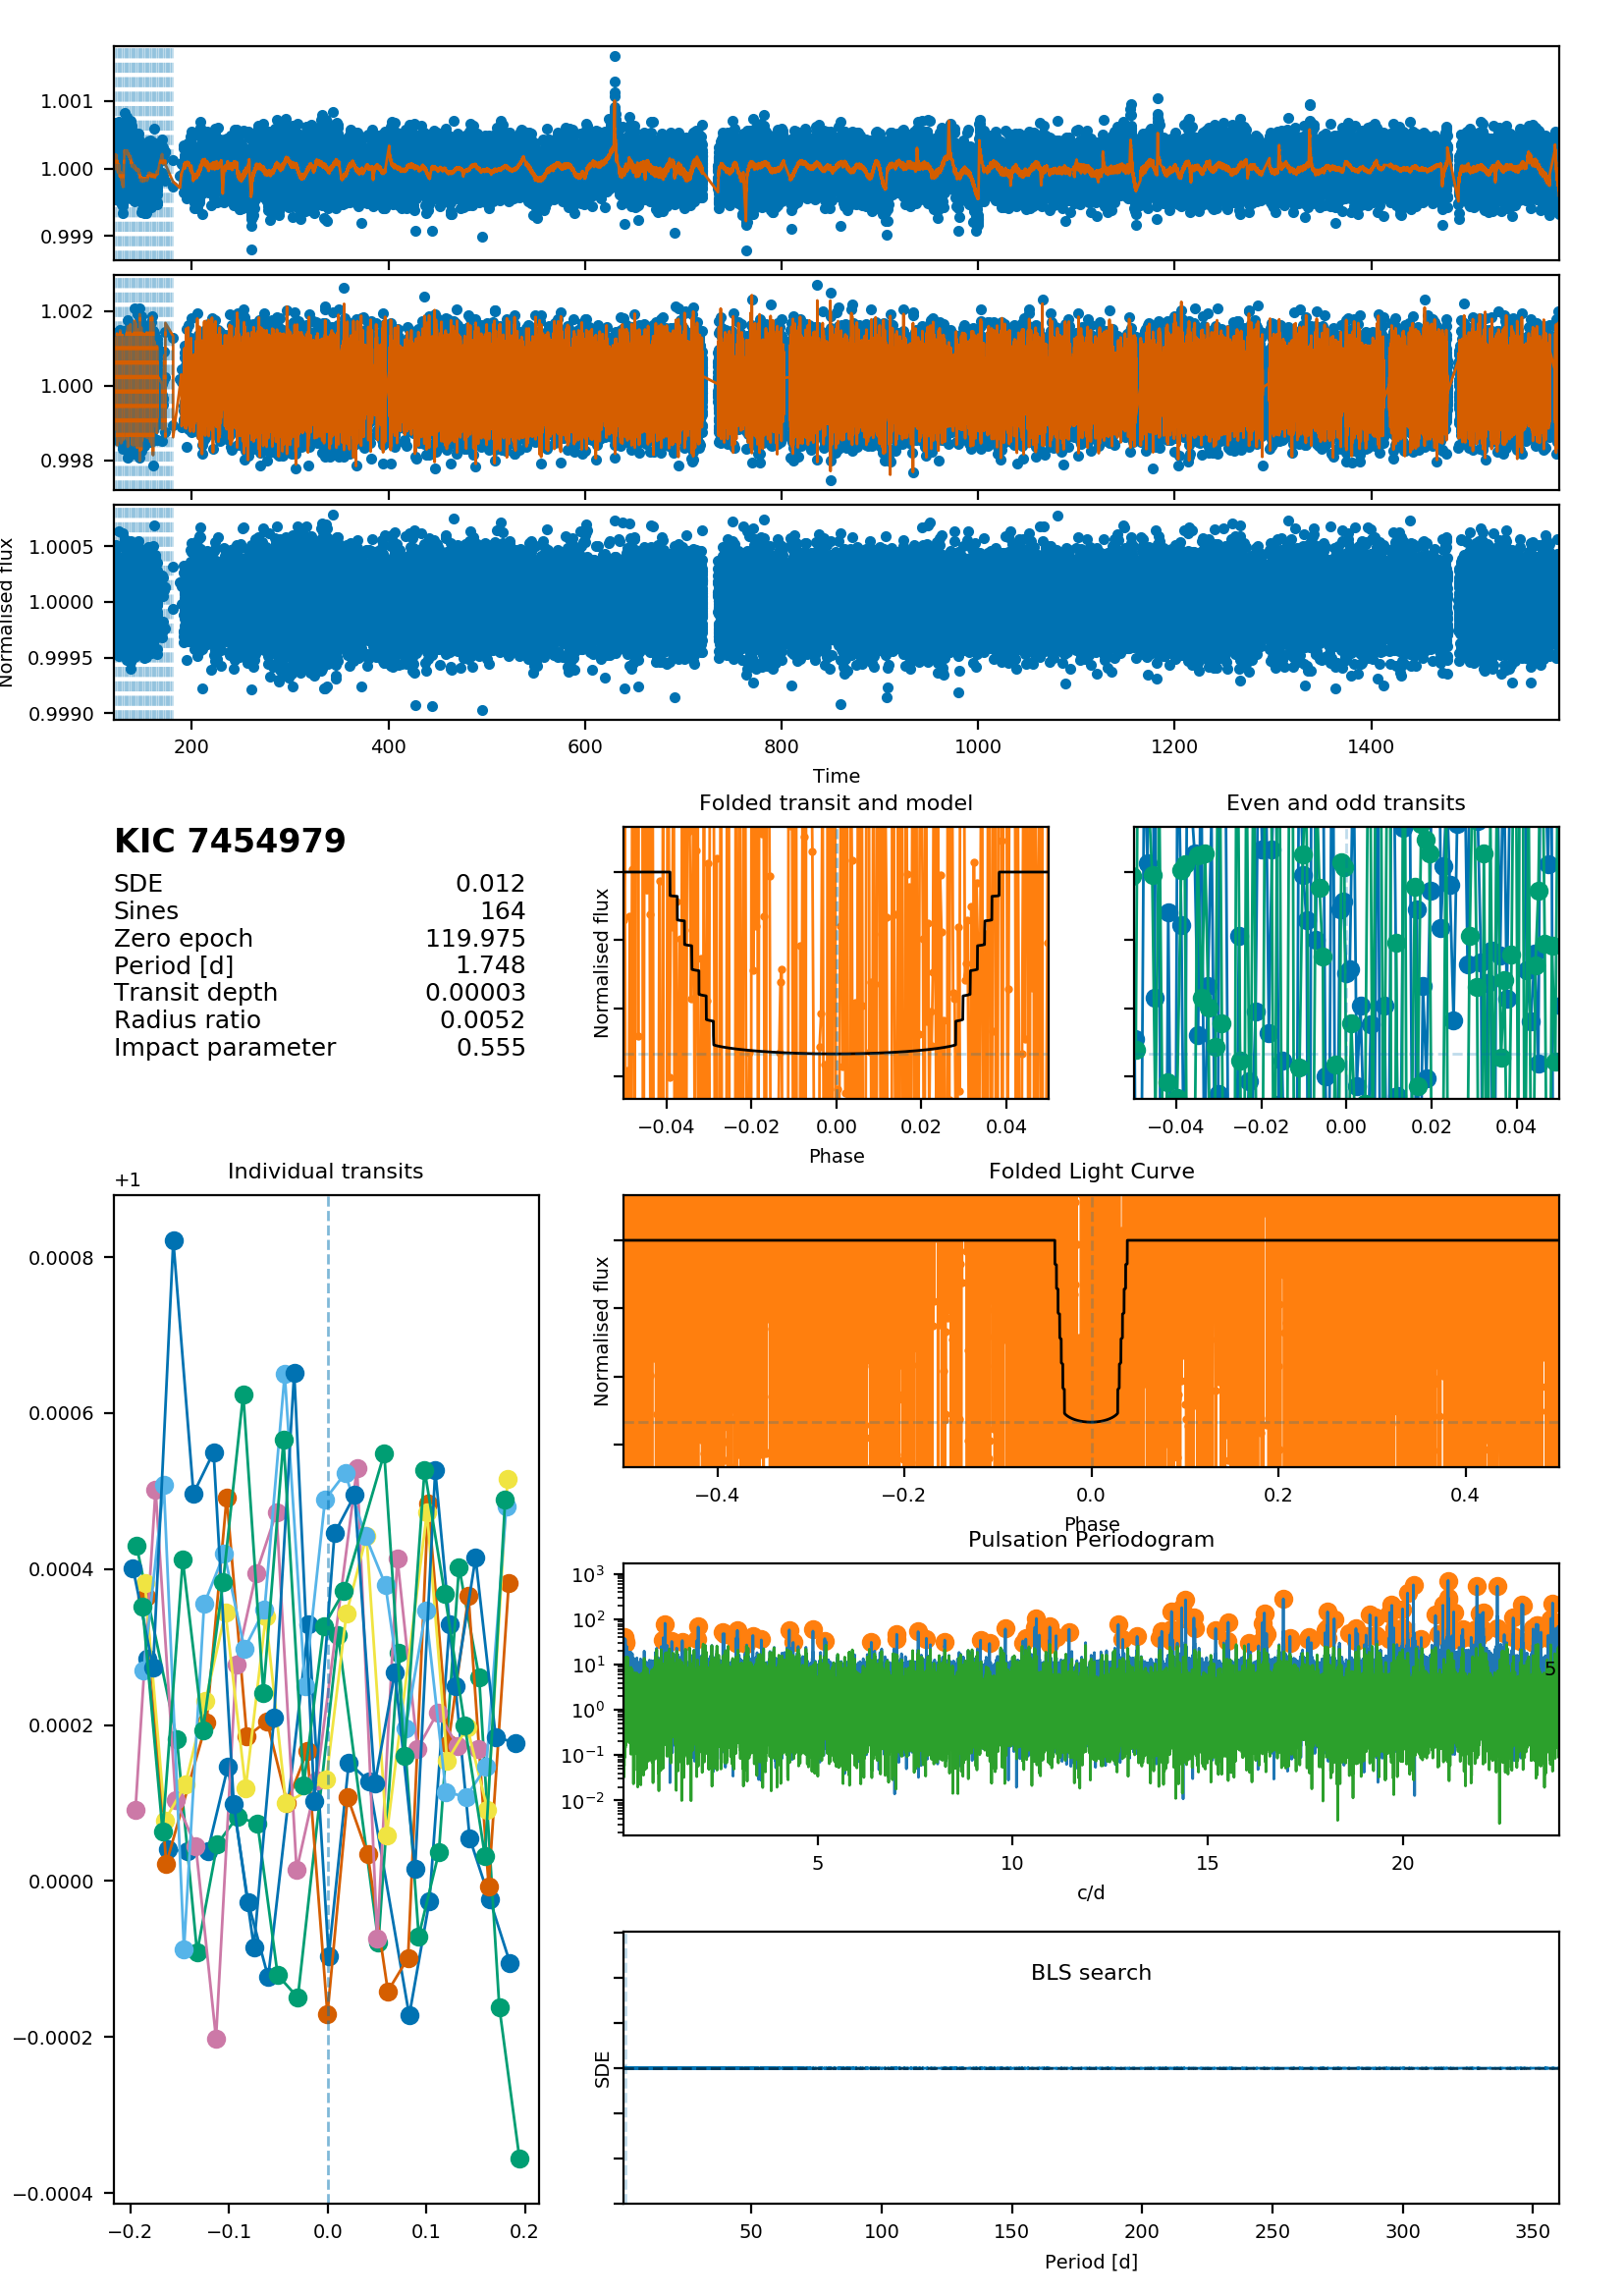 1.001
1.000
0.999
1.002
1.000
0.998
1.0005
1.0000
0.9995
0.9990
Normalised flux
200 400 600 800 1000 1200 1400
Time
KIC 7454979
SDE 0.012
Sines 164
Zero epoch 119.975
Period [d] 1.748
Transit depth 0.00003
Radius ratio 0.0052
Impact parameter 0.555
Folded transit and model
Normalised flux
−0.04 −0.02 0.00 0.02 0.04
Phase
Even and odd transits
−0.04 −0.02 0.00 0.02 0.04
Individual transits
+1
0.0008
0.0006
0.0004
0.0002
0.0000
−0.0002
−0.0004
−0.2 −0.1 0.0 0.1 0.2
Folded Light Curve
Normalised flux
−0.4 −0.2 0.0 0.2 0.4
Phase
Pulsation Periodogram
10³
10²
10¹
10⁰
10⁻¹
10⁻²
5
5 10 15 20
c/d
BLS search
SDE
50 100 150 200 250 300 350
Period [d]